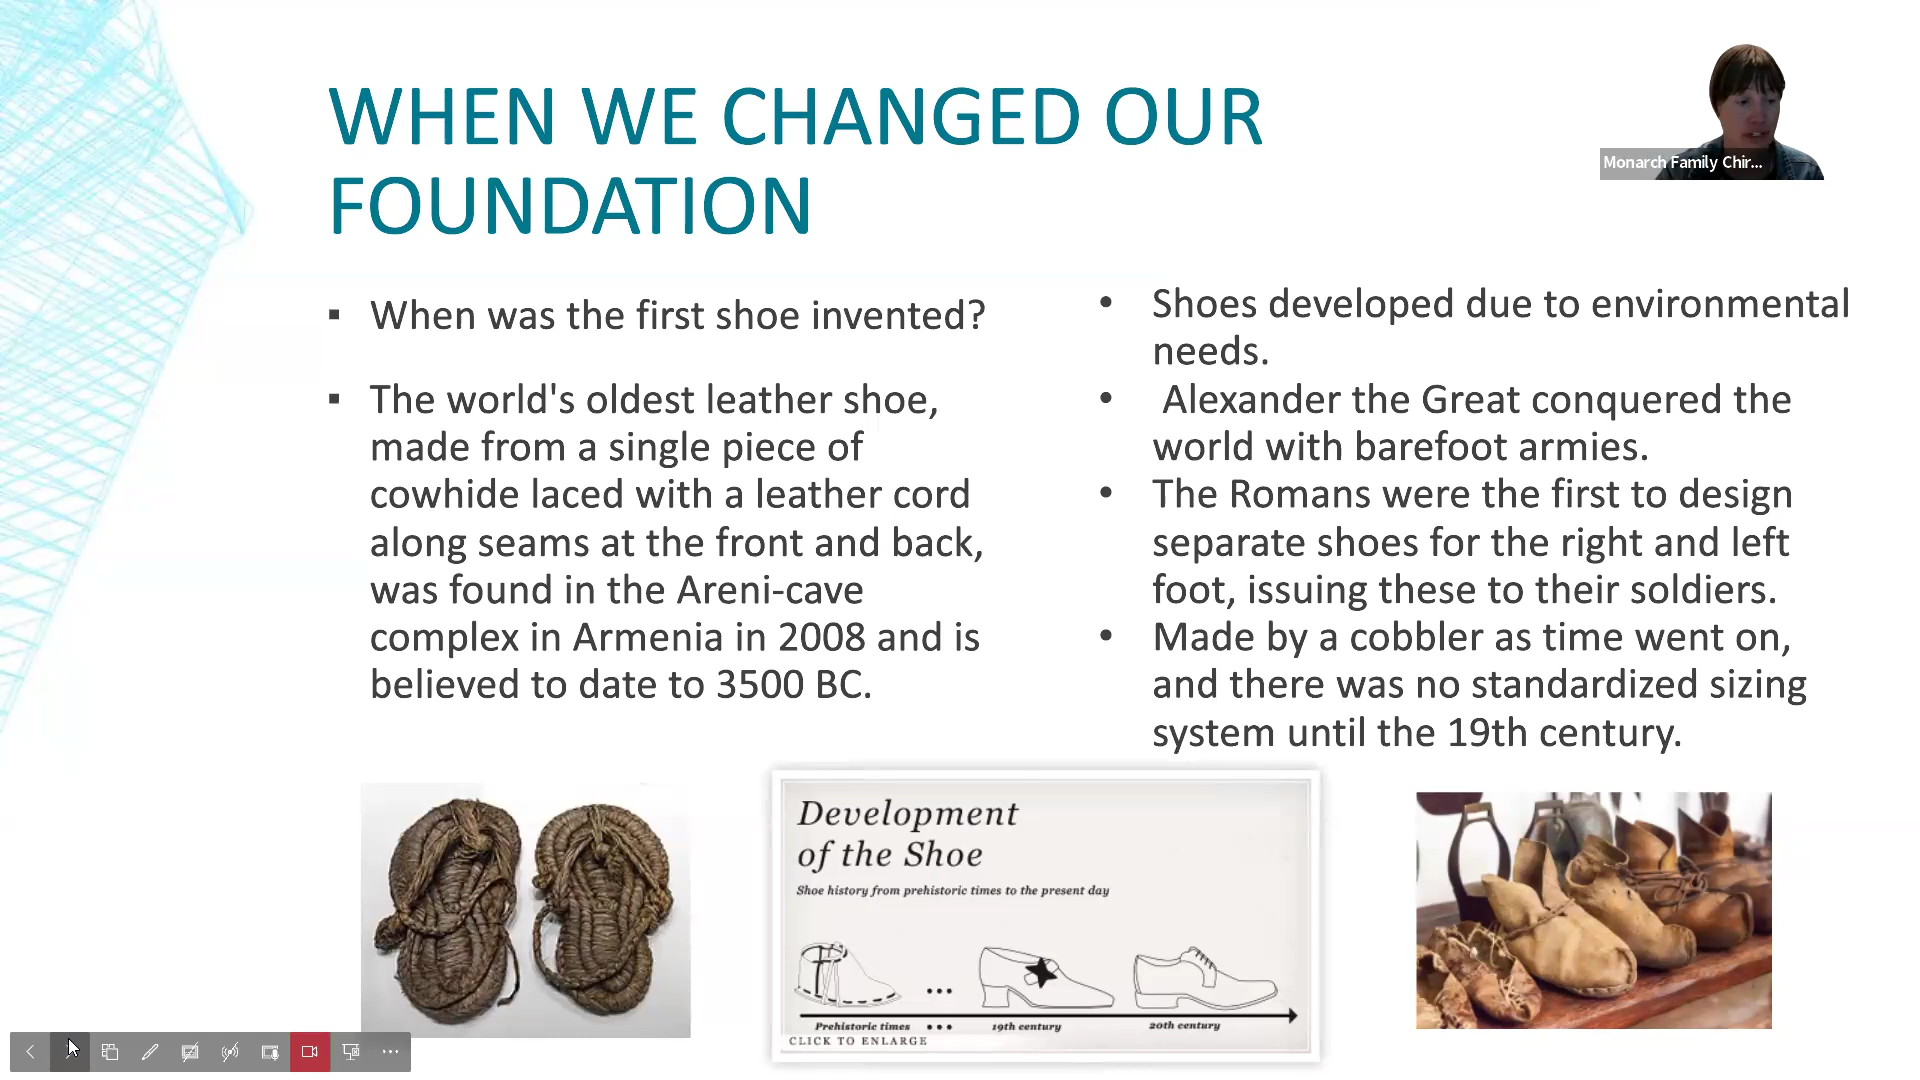 WHEN WE CHANGED OUR
FOUNDATION
Monarch Family Chir...
▪ When was the first shoe invented?
▪ The world's oldest leather shoe,
made from a single piece of
cowhide laced with a leather cord
along seams at the front and back,
was found in the Areni-cave
complex in Armenia in 2008 and is
believed to date to 3500 BC.
• Shoes developed due to environmental
needs.
• Alexander the Great conquered the
world with barefoot armies.
• The Romans were the first to design
separate shoes for the right and left
foot, issuing these to their soldiers.
• Made by a cobbler as time went on,
and there was no standardized sizing
system until the 19th century.
Development
of the Shoe
Shoe history from prehistoric times to the present day
...
Prehistoric times ... 19th century 20th century
CLICK TO ENLARGE